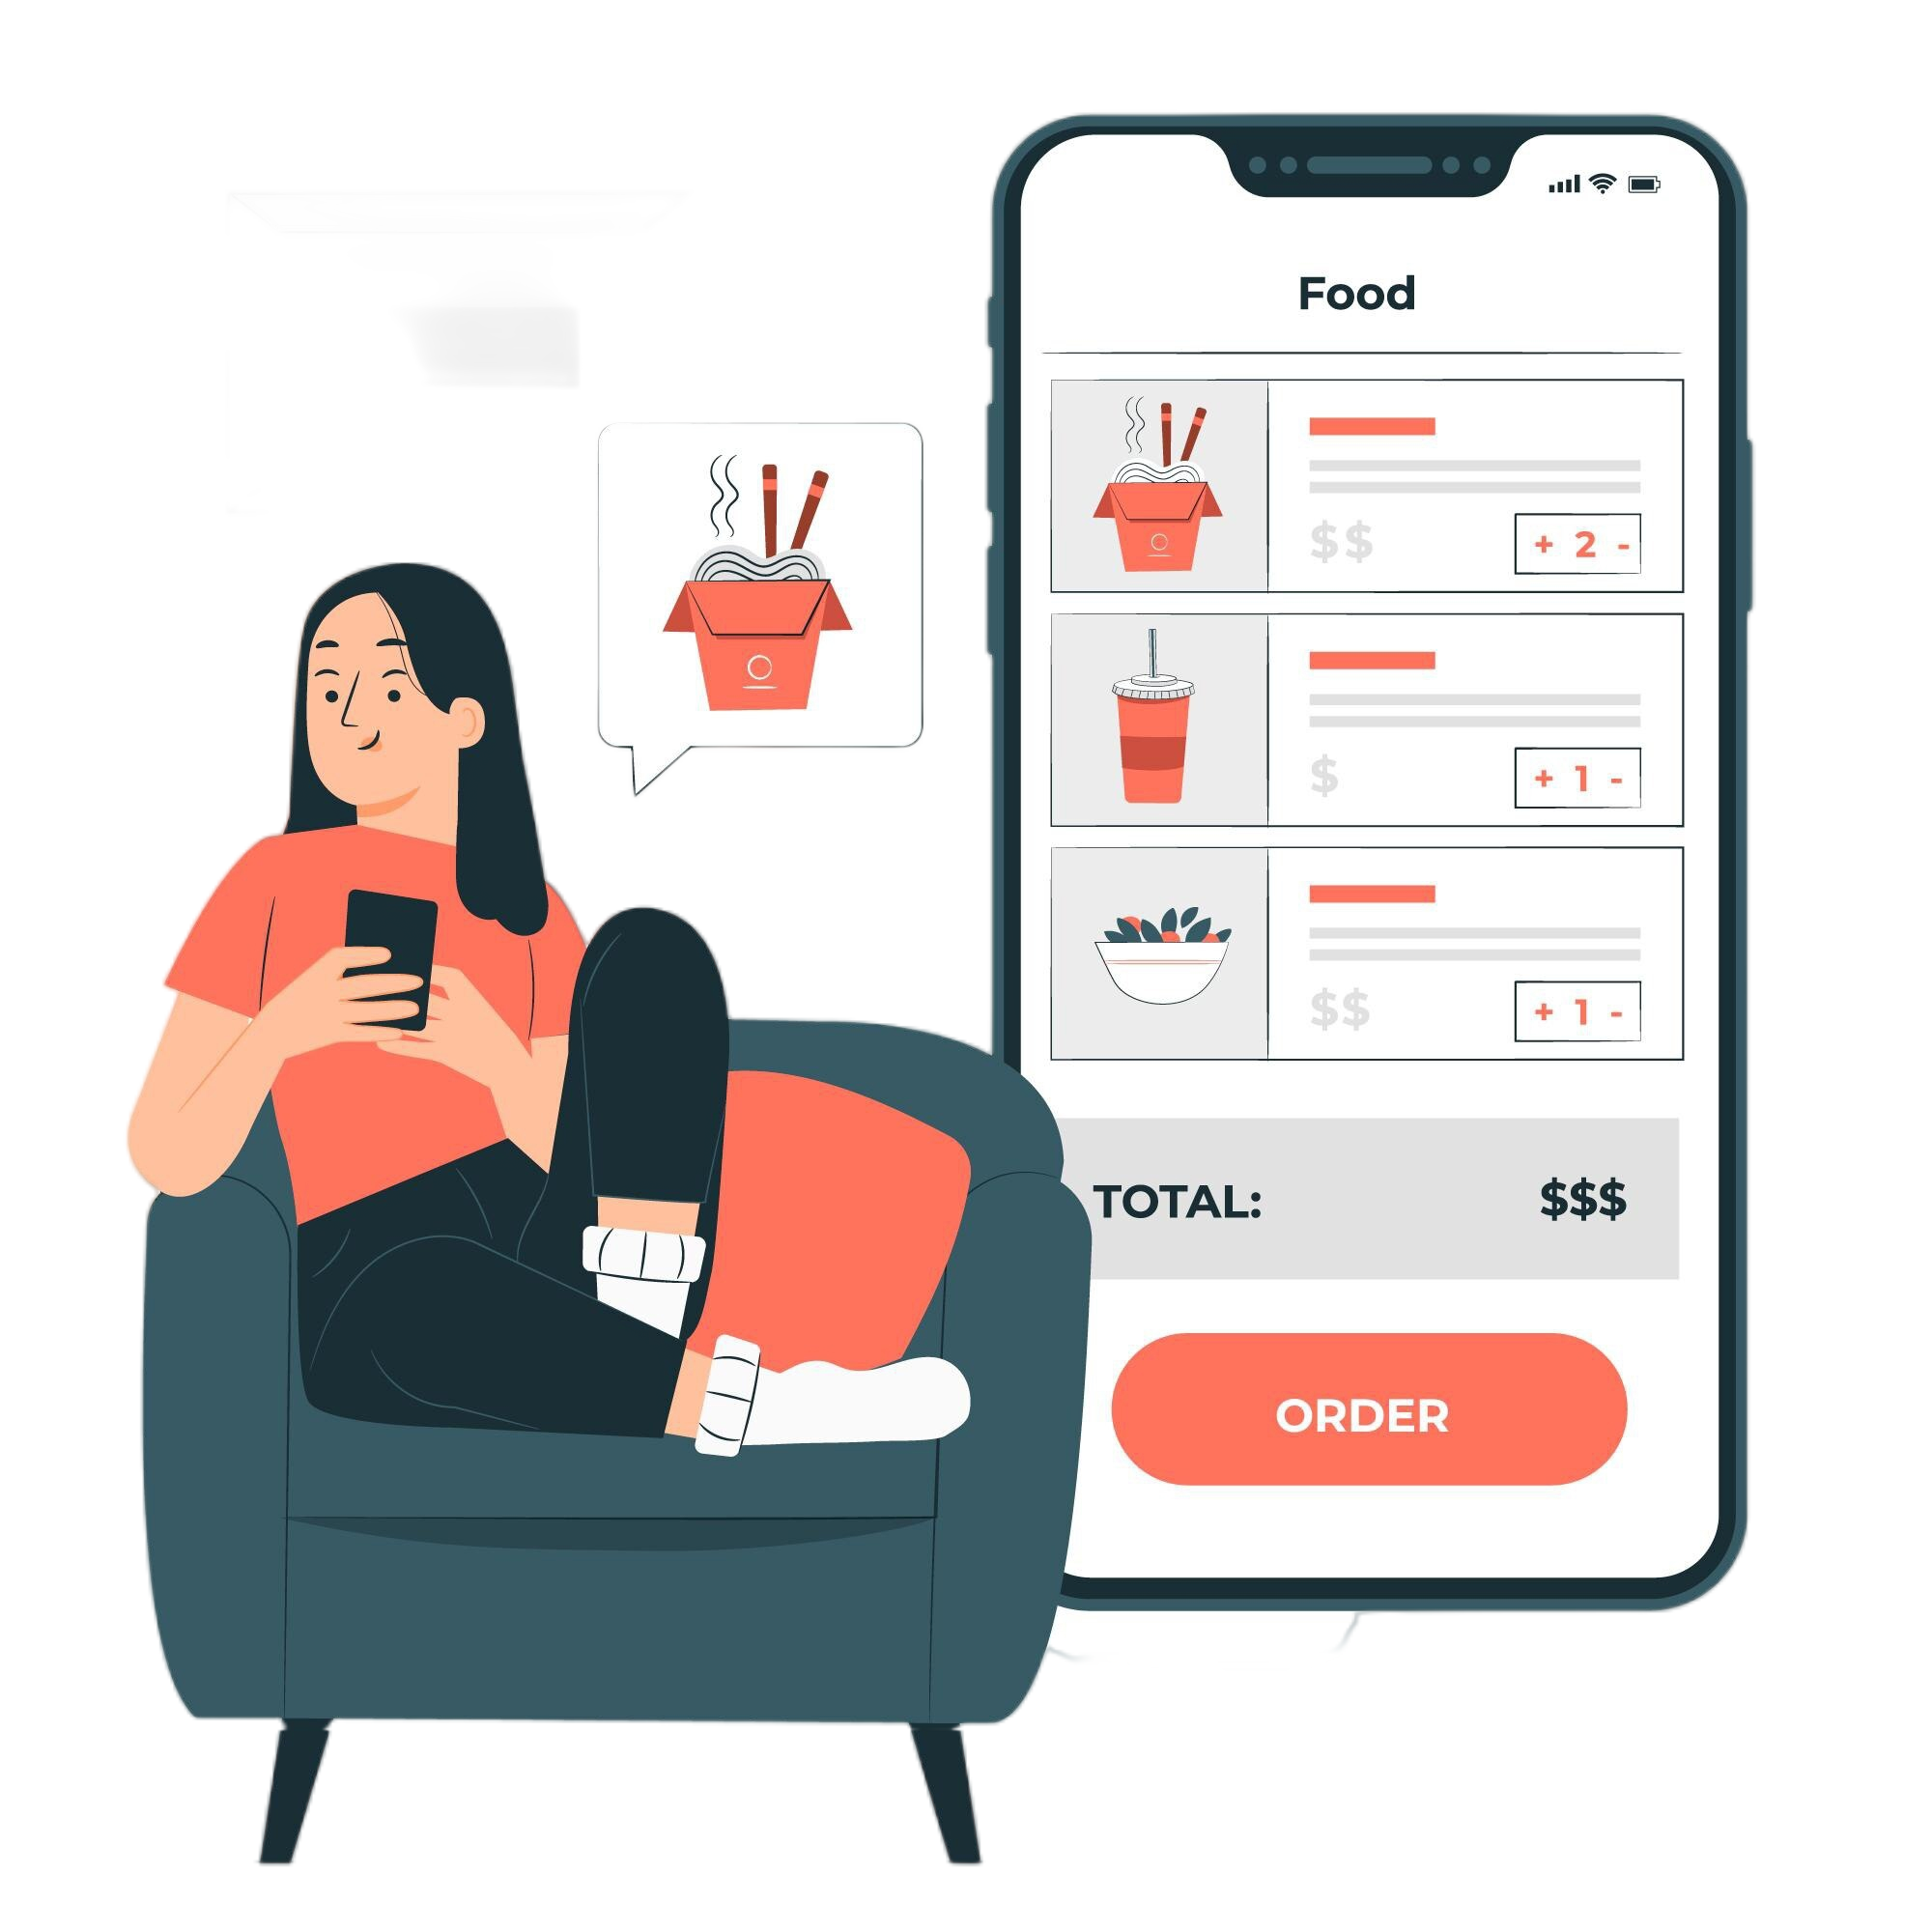 Food
$$
+ 2 -
$
+ 1 -
$$
+ 1 -
TOTAL: $$$
ORDER